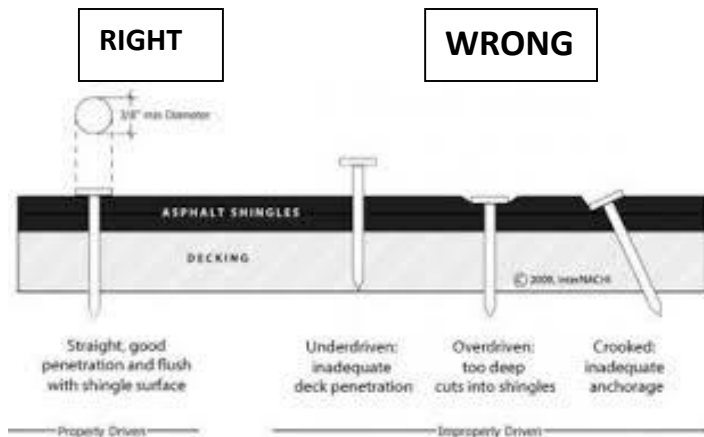 RIGHT
WRONG
3/8" min Diameter
ASPHALT SHINGLES
DECKING
© 2009, InterNACHI
Straight, good
penetration and flush
with shingle surface
Underdriven:
inadequate
deck penetration
Overdriven:
too deep
cuts into shingles
Crooked:
inadequate
anchorage
Properly Driven
Improperly Driven